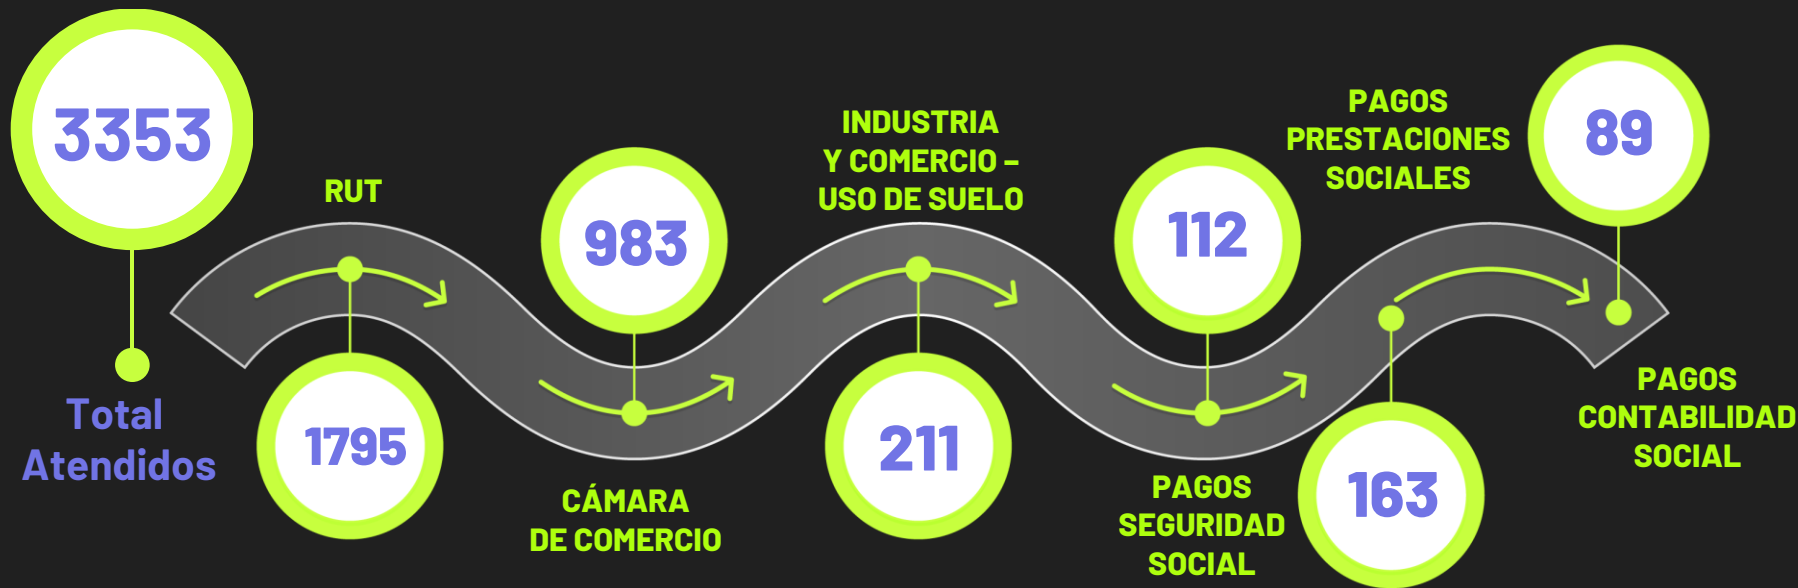 3353
Total
Atendidos
RUT
1795
983
CÁMARA
DE COMERCIO
INDUSTRIA
Y COMERCIO –
USO DE SUELO
211
112
PAGOS
SEGURIDAD
SOCIAL
PAGOS
PRESTACIONES
SOCIALES
163
89
PAGOS
CONTABILIDAD
SOCIAL